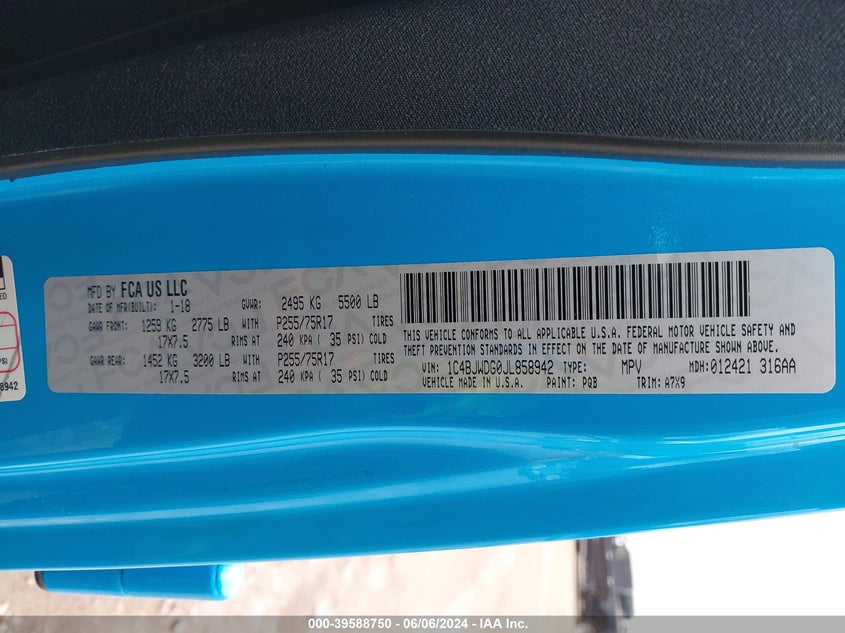 MFD BY FCA US LLC
DATE OF MFR(BUILT): 1-18 GVWR: 2495 KG 5500 LB
GAWR FRONT: 1259 KG 2775 LB WITH P255/75R17 TIRES
17X7.5 RIMS AT 240 KPA ( 35 PSI) COLD
GAWR REAR: 1452 KG 3200 LB WITH P255/75R17 TIRES
17X7.5 RIMS AT 240 KPA ( 35 PSI) COLD
THIS VEHICLE CONFORMS TO ALL APPLICABLE U.S.A. FEDERAL MOTOR VEHICLE SAFETY AND
THEFT PREVENTION STANDARDS IN EFFECT ON THE DATE OF MANUFACTURE SHOWN ABOVE.
VIN: 1C4BJWDG0JL858942 TYPE: MPV MDH: 012421 316AA
VEHICLE MADE IN U.S.A. PAINT: PQB TRIM: A7X9
PSI
8942
000-39588750 - 06/06/2024 - IAA Inc.